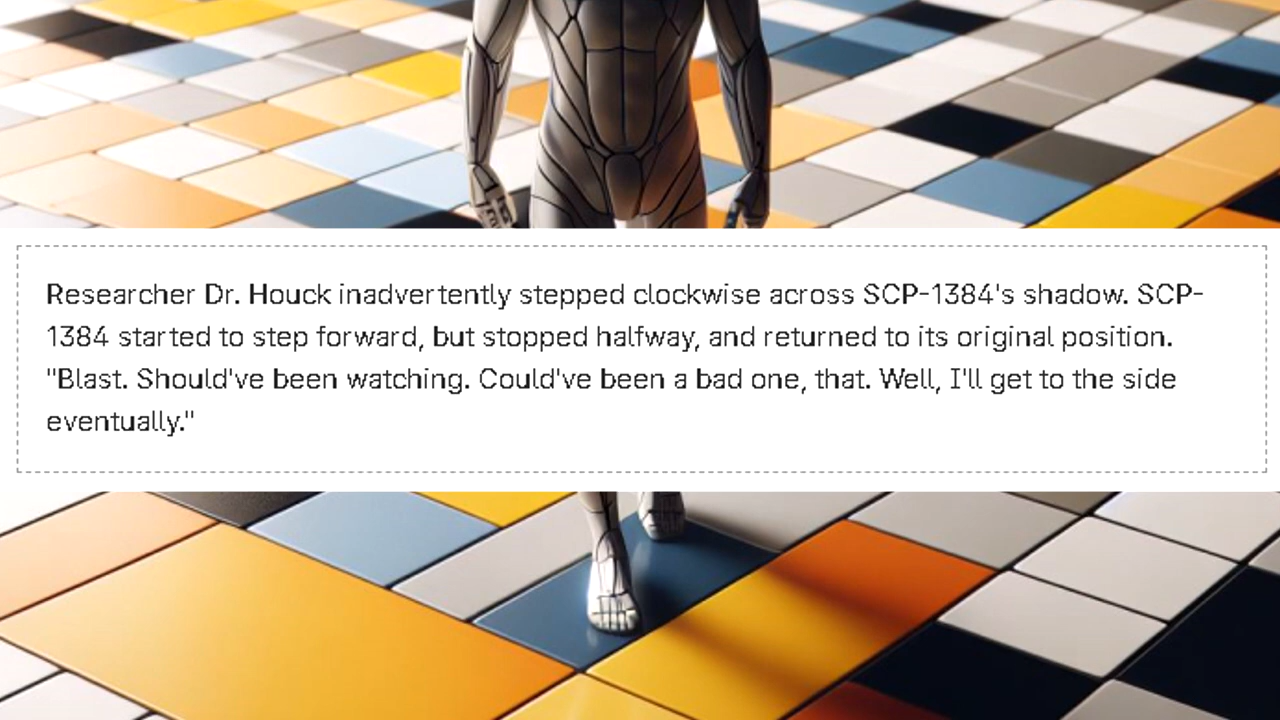 Researcher Dr. Houck inadvertently stepped clockwise across SCP-1384's shadow. SCP-
1384 started to step forward, but stopped halfway, and returned to its original position.
"Blast. Should've been watching. Could've been a bad one, that. Well, I'll get to the side
eventually."